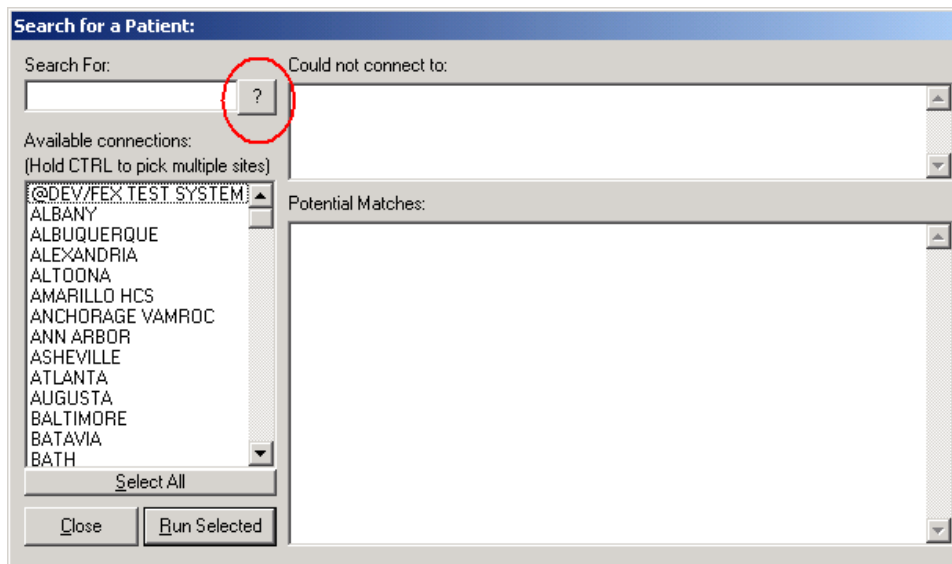 Search for a Patient:
Search For:
?
Available connections:
(Hold CTRL to pick multiple sites)
@DEV/FEX TEST SYSTEM
ALBANY
ALBUQUERQUE
ALEXANDRIA
ALTOONA
AMARILLO HCS
ANCHORAGE VAMROC
ANN ARBOR
ASHEVILLE
ATLANTA
AUGUSTA
BALTIMORE
BATAVIA
BATH
Select All
Close
Run Selected
Could not connect to:
Potential Matches: